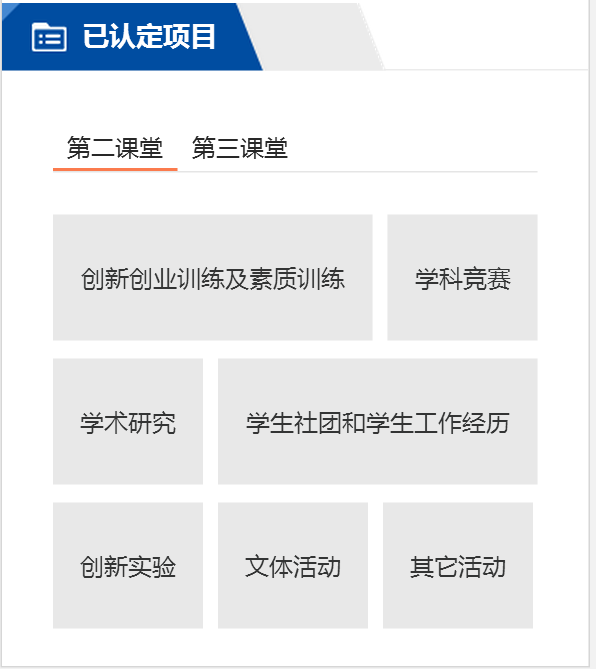 已认定项目
第二课堂 第三课堂
创新创业训练及素质训练 学科竞赛
学术研究 学生社团和学生工作经历
创新实验 文体活动 其它活动